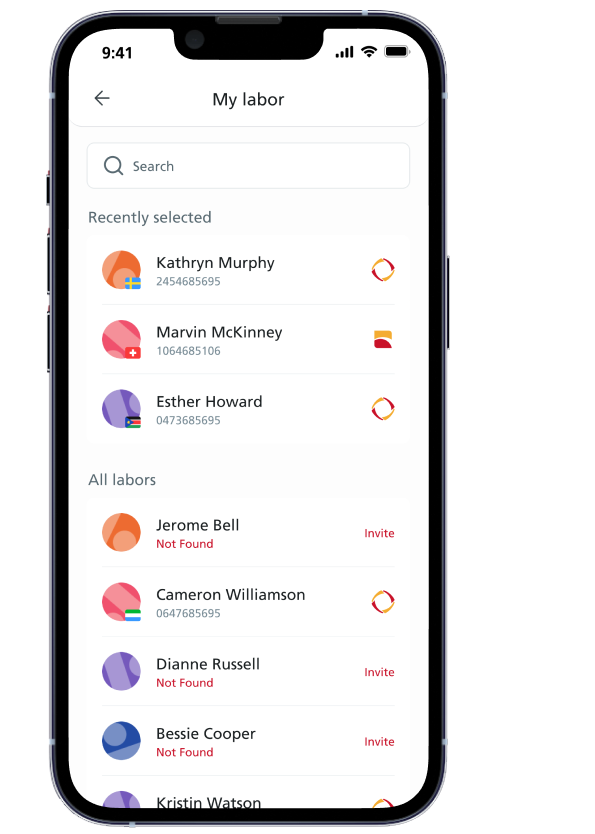 9:41
My labor
Search
Recently selected
Kathryn Murphy
2454685695
Marvin McKinney
1064685106
Esther Howard
0473685695
All labors
Jerome Bell
Not Found
Invite
Cameron Williamson
0647685695
Dianne Russell
Not Found
Invite
Bessie Cooper
Not Found
Invite
Kristin Watson